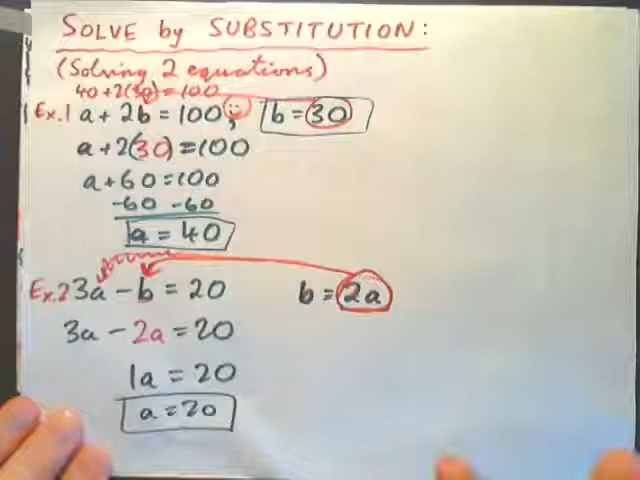 SOLVE by SUBSTITUTION:
(Solving 2 equations)
40+2(30)=100
Ex.1 a + 2b = 100; b = 30
a + 2(30) = 100
a + 60 = 100
-60 -60
a = 40
Ex.2 3a - b = 20 b = 2a
3a - 2a = 20
1a = 20
a = 20